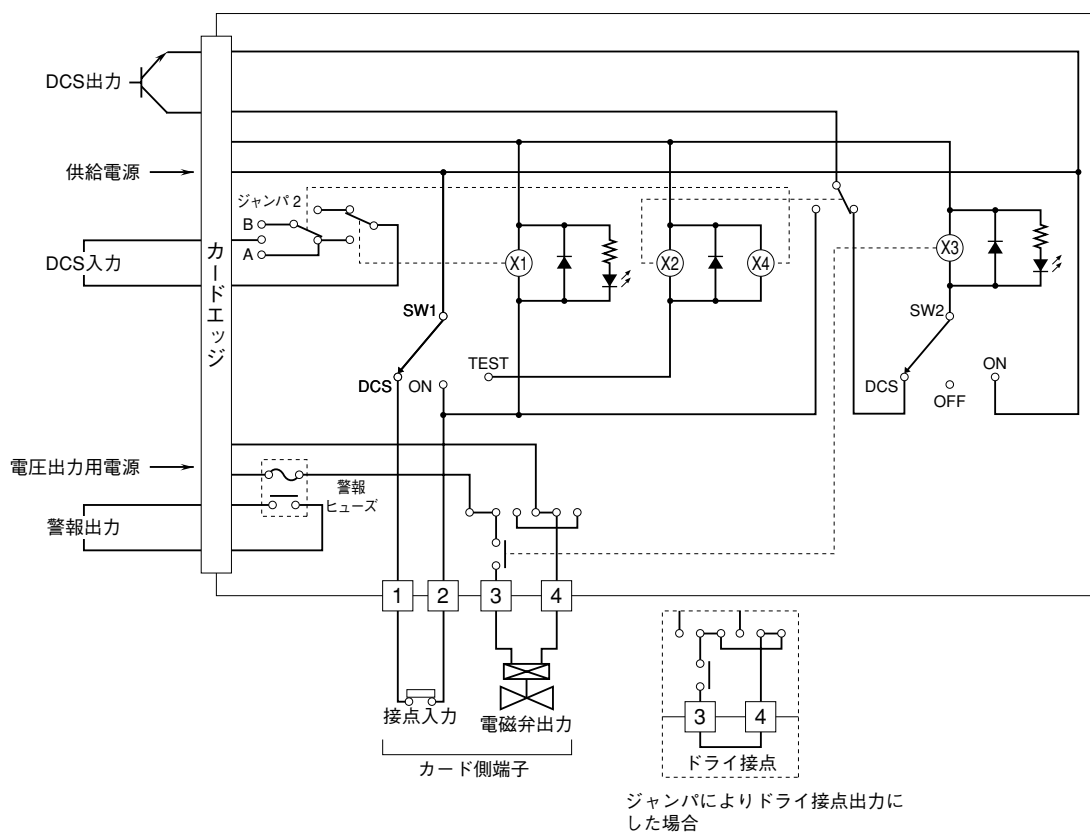 DCS出力
供給電源
ジャンパ 2
B
A
DCS入力
カードエッジ
X1
X2
X4
X3
SW1
SW2
DCS
ON
TEST
DCS
OFF
ON
電圧出力用電源
警報
ヒューズ
警報出力
1
2
3
4
接点入力
電磁弁出力
カード側端子
3
4
ドライ接点
ジャンパによりドライ接点出力に
した場合